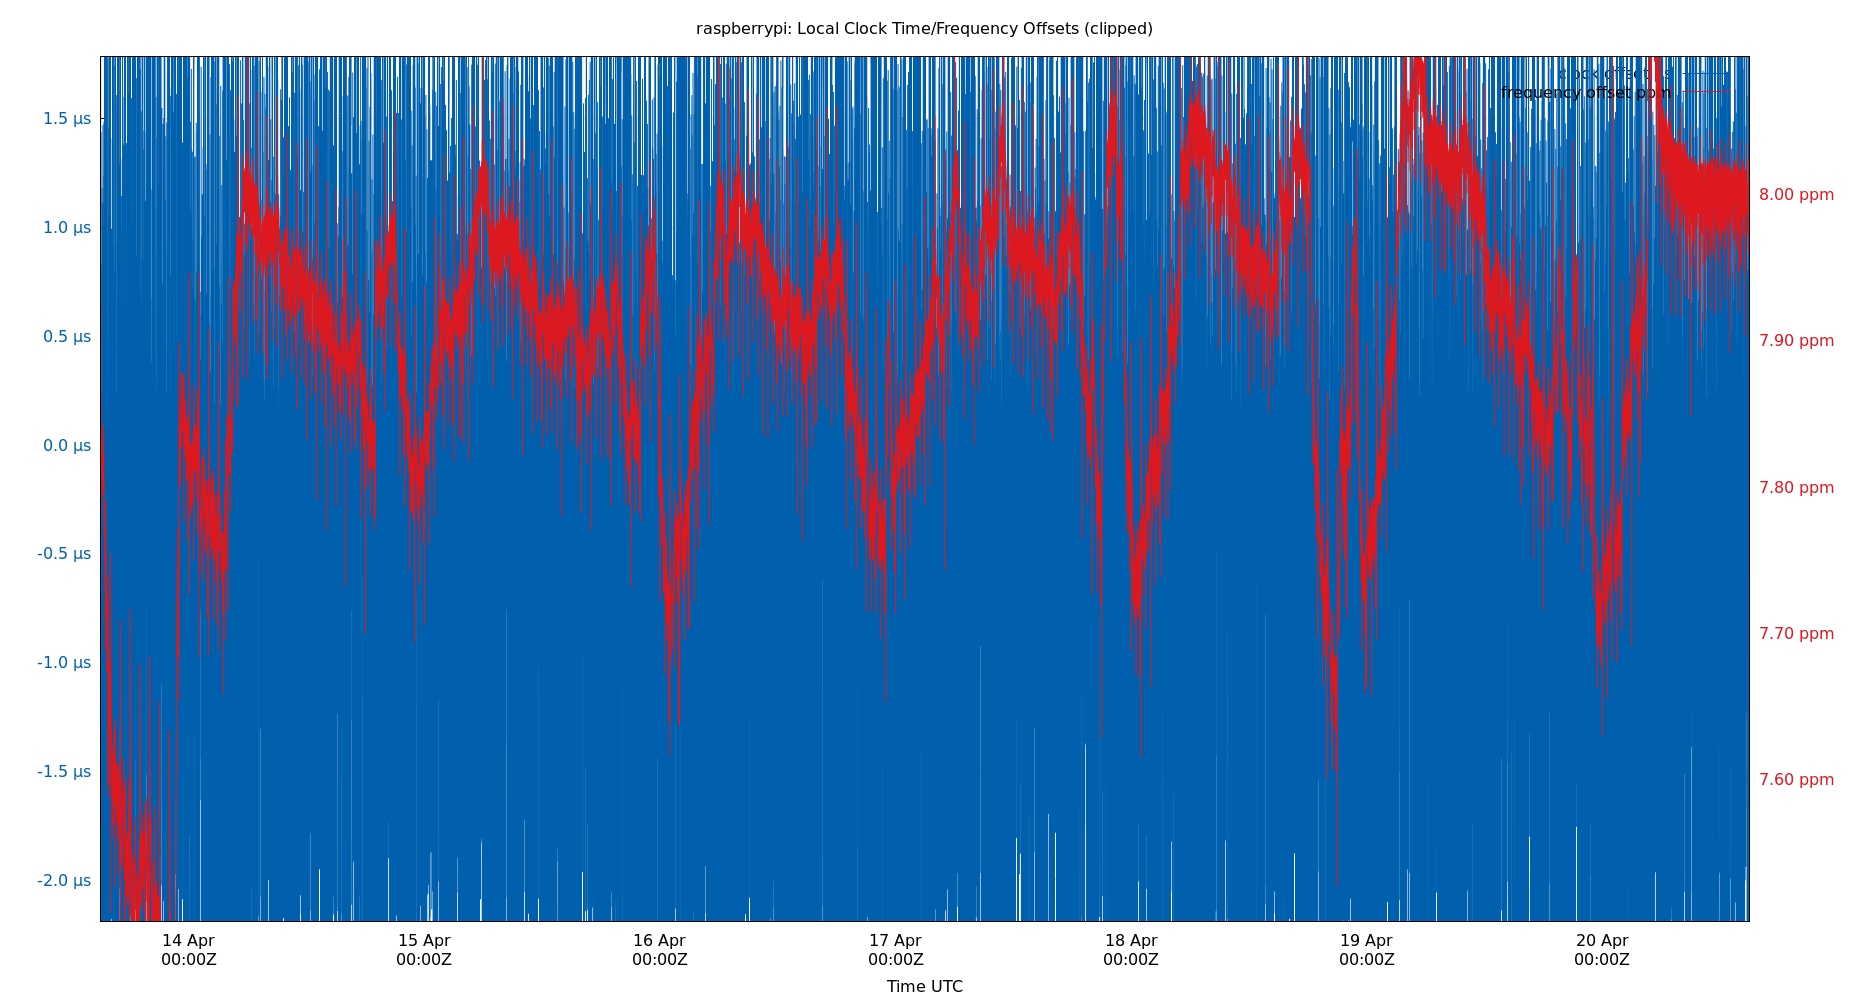 raspberrypi: Local Clock Time/Frequency Offsets (clipped)
clock offset
frequency offset ppm
1.5 µs
1.0 µs
0.5 µs
0.0 µs
-0.5 µs
-1.0 µs
-1.5 µs
-2.0 µs
8.00 ppm
7.90 ppm
7.80 ppm
7.70 ppm
7.60 ppm
14 Apr
00:00Z
15 Apr
00:00Z
16 Apr
00:00Z
17 Apr
00:00Z
18 Apr
00:00Z
19 Apr
00:00Z
20 Apr
00:00Z
Time UTC